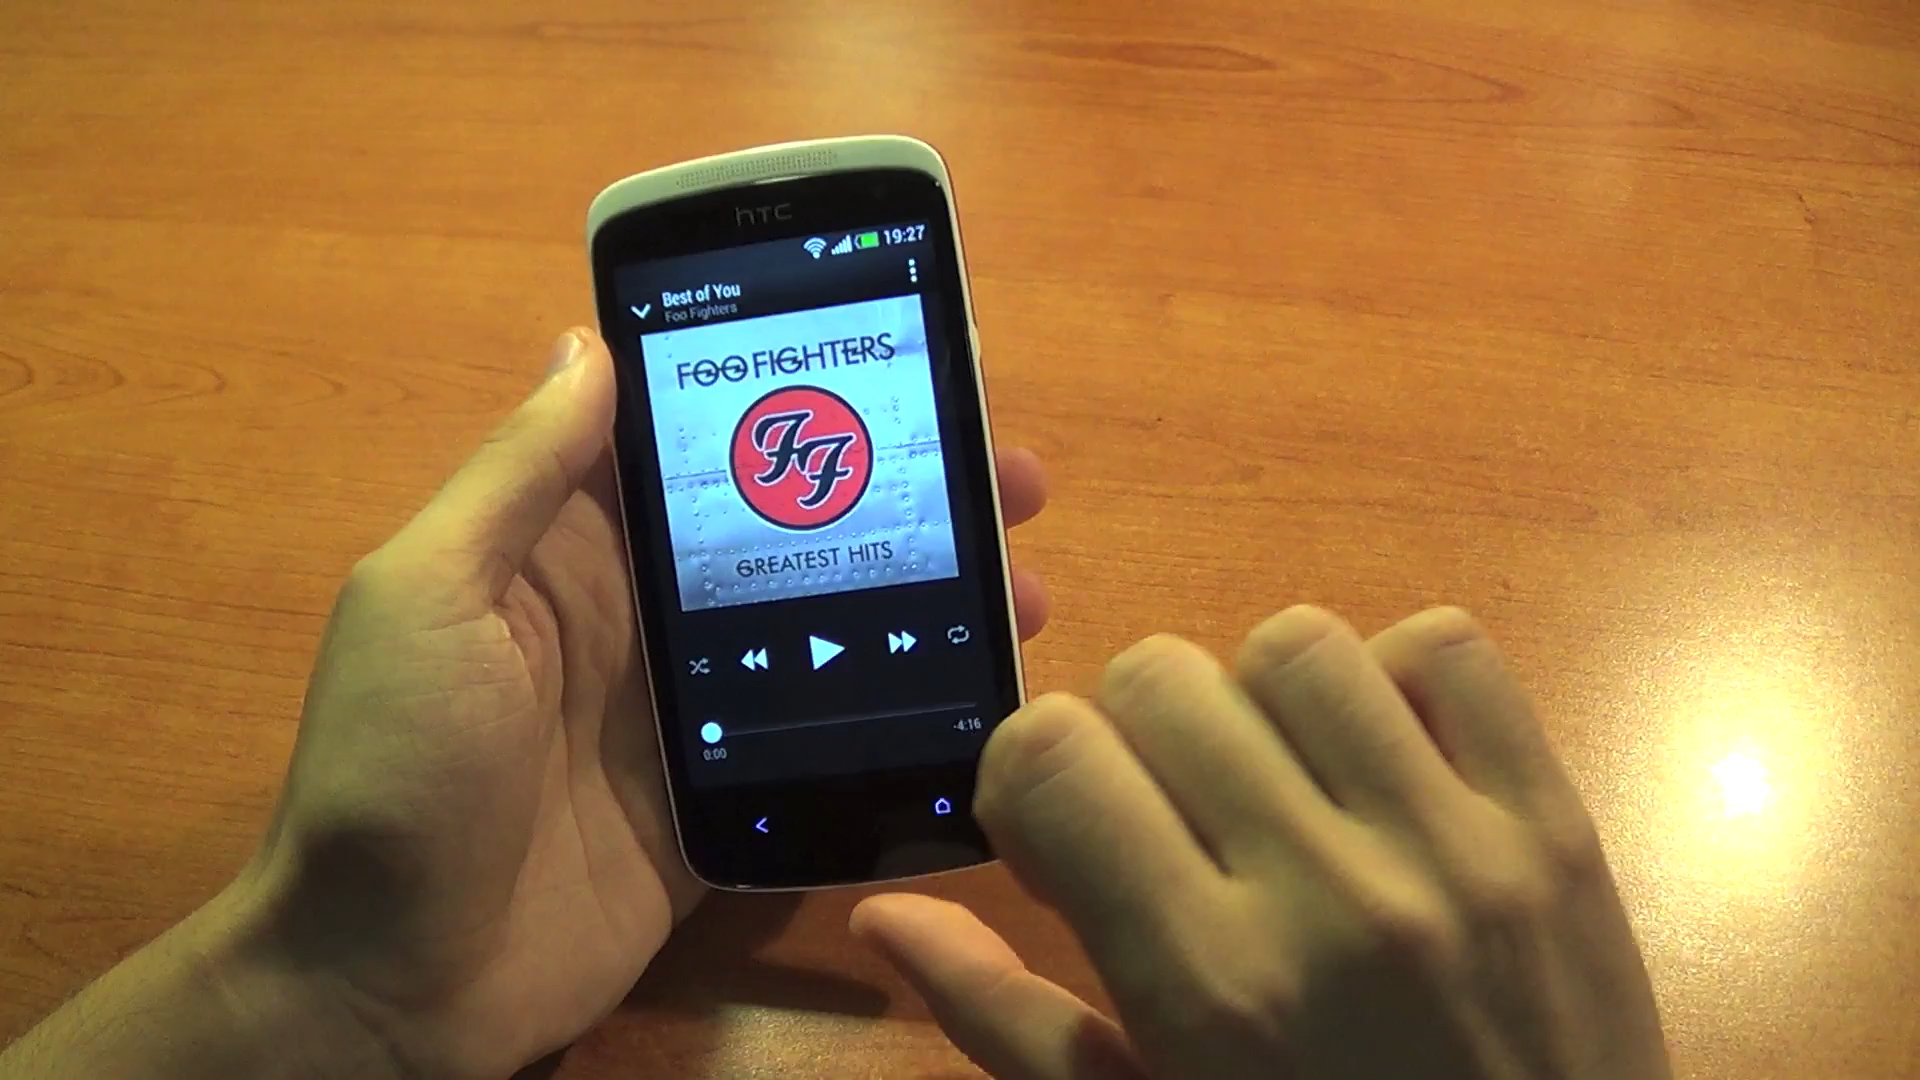 hTC
19:27
Best of You
Foo Fighters
FOO FIGHTERS
FF
GREATEST HITS
0:00
-4:16